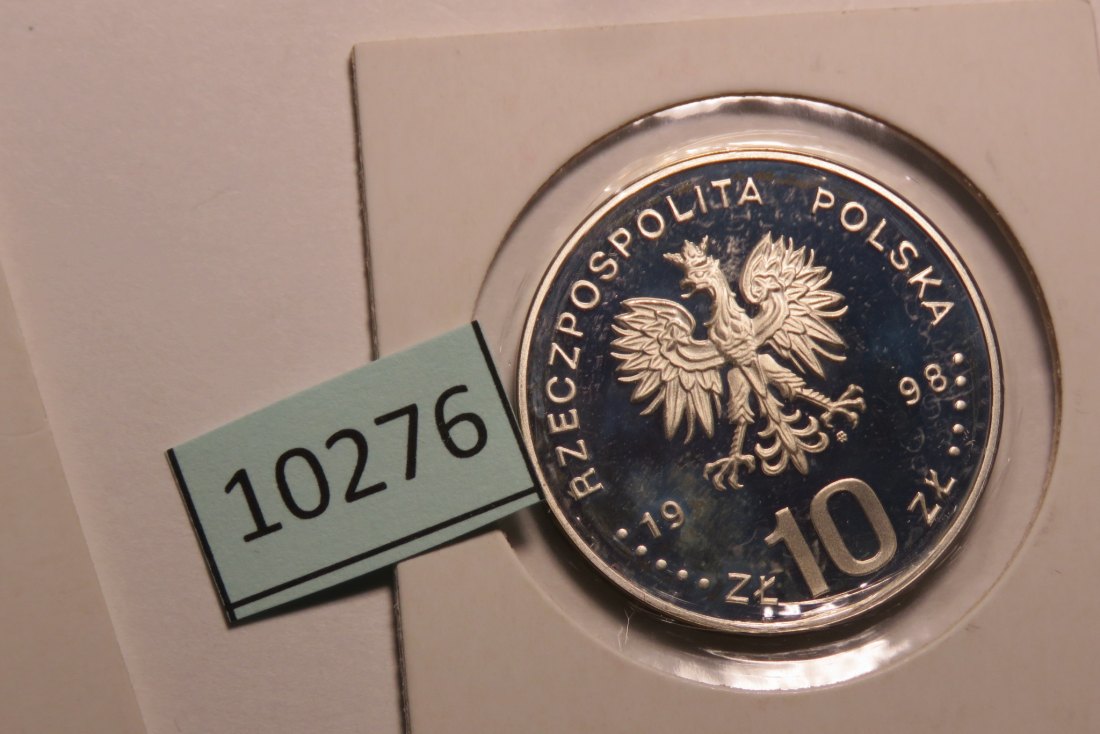 10276
RZECZPOSPOLITA POLSKA
19 98
ZŁ 10 ZŁ